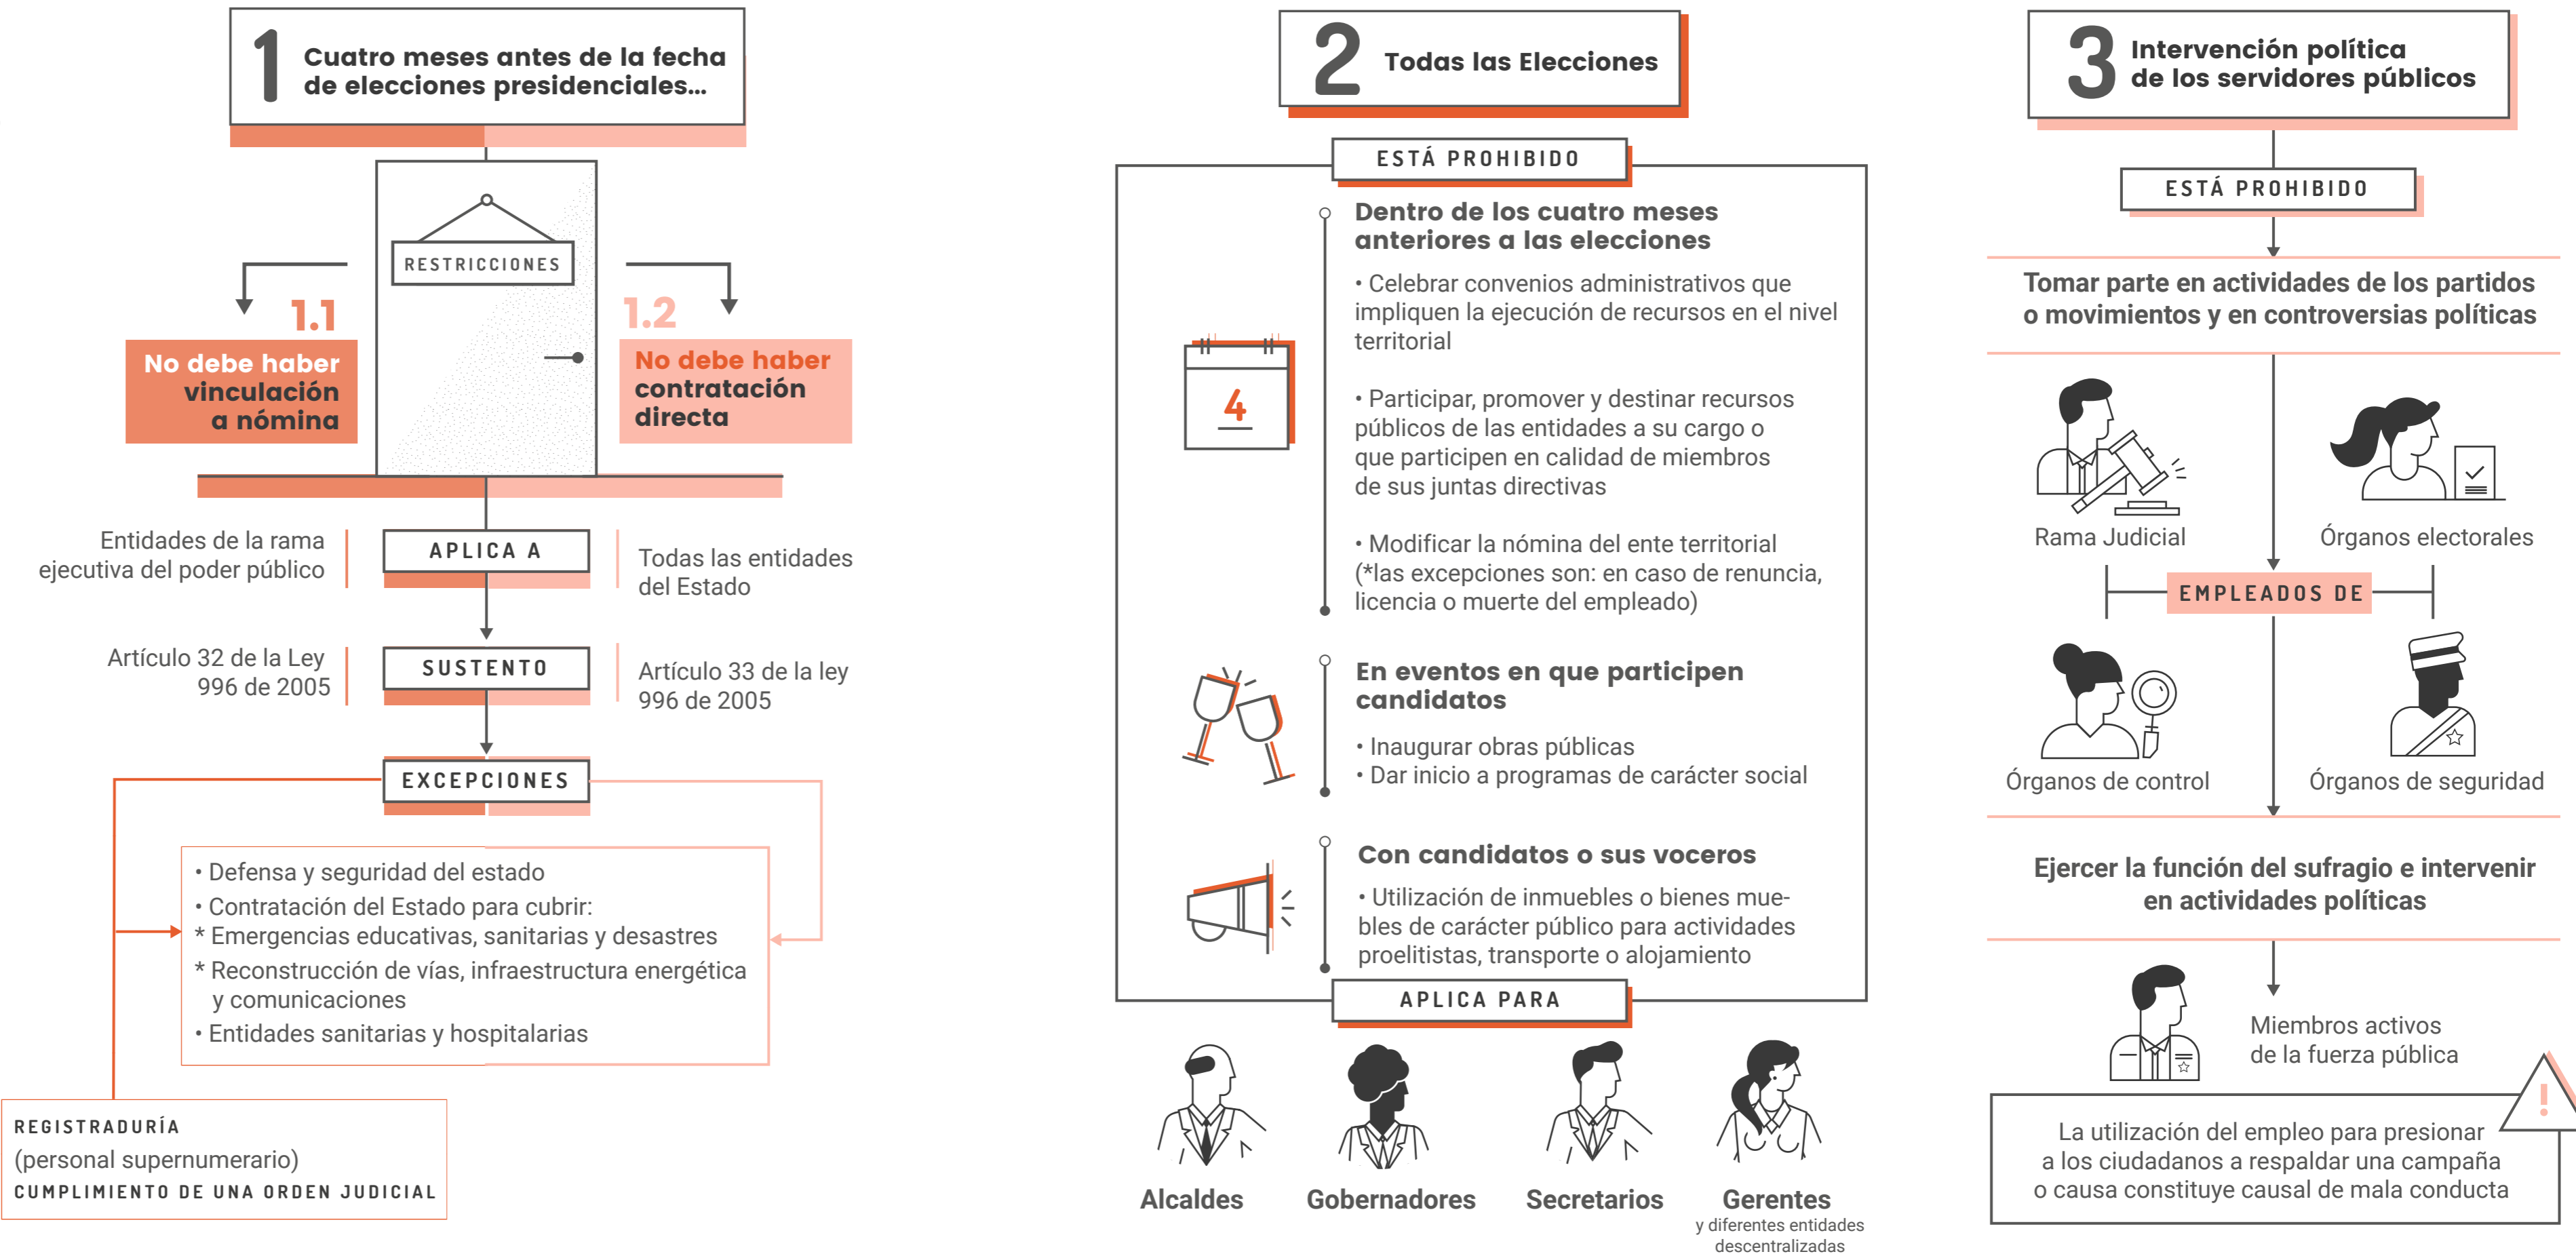 1
Cuatro meses antes de la fecha
de elecciones presidenciales...
RESTRICCIONES
1.1
No debe haber
vinculación
a nómina
1.2
No debe haber
contratación
directa
APLICA A
Entidades de la rama
ejecutiva del poder público
Todas las entidades
del Estado
SUSTENTO
Artículo 32 de la Ley
996 de 2005
Artículo 33 de la ley
996 de 2005
EXCEPCIONES
• Defensa y seguridad del estado
• Contratación del Estado para cubrir:
* Emergencias educativas, sanitarias y desastres
* Reconstrucción de vías, infraestructura energética
y comunicaciones
• Entidades sanitarias y hospitalarias
REGISTRADURÍA
(personal supernumerario)
CUMPLIMIENTO DE UNA ORDEN JUDICIAL
2
Todas las Elecciones
ESTÁ PROHIBIDO
4
Dentro de los cuatro meses
anteriores a las elecciones
• Celebrar convenios administrativos que
impliquen la ejecución de recursos en el nivel
territorial
• Participar, promover y destinar recursos
públicos de las entidades a su cargo o
que participen en calidad de miembros
de sus juntas directivas
• Modificar la nómina del ente territorial
(*las excepciones son: en caso de renuncia,
licencia o muerte del empleado)
En eventos en que participen
candidatos
• Inaugurar obras públicas
• Dar inicio a programas de carácter social
Con candidatos o sus voceros
• Utilización de inmuebles o bienes mue-
bles de carácter público para actividades
proelitistas, transporte o alojamiento
APLICA PARA
Alcaldes
Gobernadores
Secretarios
Gerentes
y diferentes entidades
descentralizadas
3
Intervención política
de los servidores públicos
ESTÁ PROHIBIDO
Tomar parte en actividades de los partidos
o movimientos y en controversias políticas
Rama Judicial
Órganos electorales
EMPLEADOS DE
Órganos de control
Órganos de seguridad
Ejercer la función del sufragio e intervenir
en actividades políticas
Miembros activos
de la fuerza pública
!
La utilización del empleo para presionar
a los ciudadanos a respaldar una campaña
o causa constituye causal de mala conducta